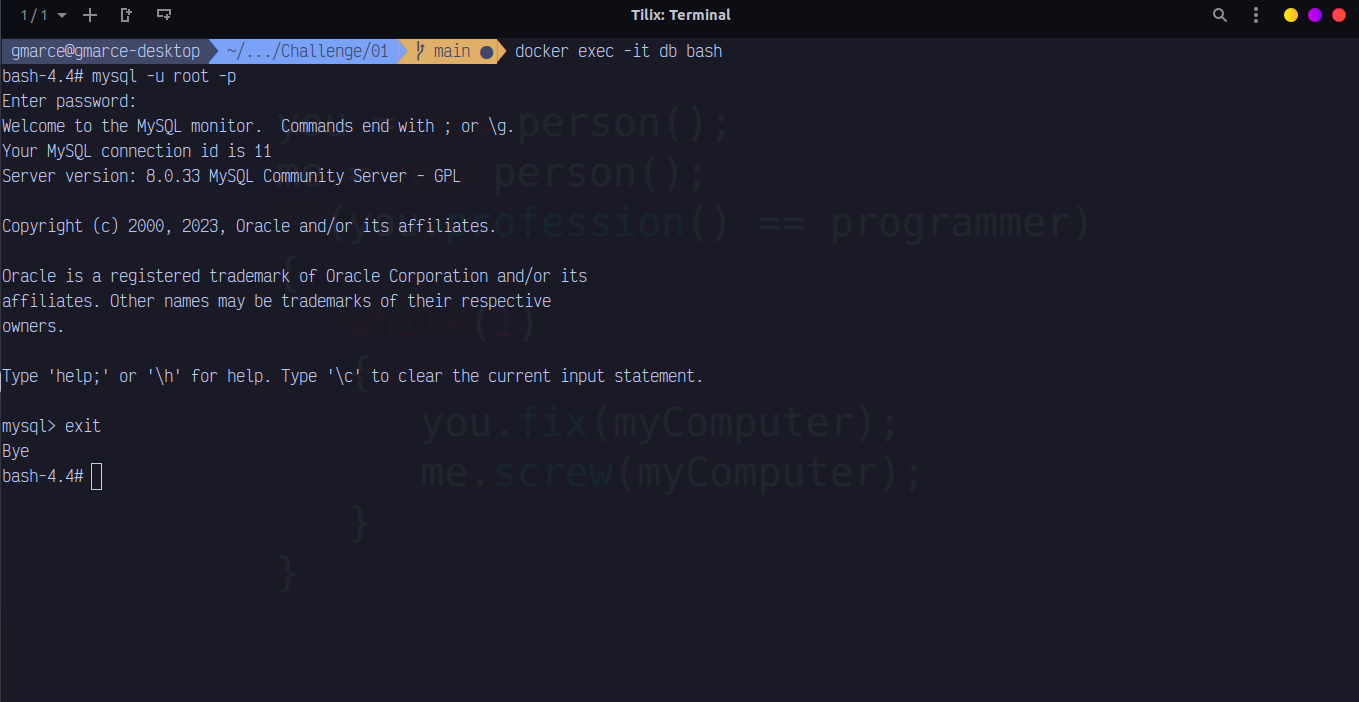 1 / 1
Tilix: Terminal
gmarce@gmarce-desktop ~/.../Challenge/01 main ● docker exec -it db bash
bash-4.4# mysql -u root -p
Enter password:
Welcome to the MySQL monitor.  Commands end with ; or \g.
Your MySQL connection id is 11
Server version: 8.0.33 MySQL Community Server - GPL
Copyright (c) 2000, 2023, Oracle and/or its affiliates.
Oracle is a registered trademark of Oracle Corporation and/or its
affiliates. Other names may be trademarks of their respective
owners.
Type 'help;' or '\h' for help. Type '\c' to clear the current input statement.
mysql> exit
Bye
bash-4.4#
you person();
me person();
(you.profession() == programmer)
{
while(1)
{
you.fix(myComputer);
me.screw(myComputer);
}
}